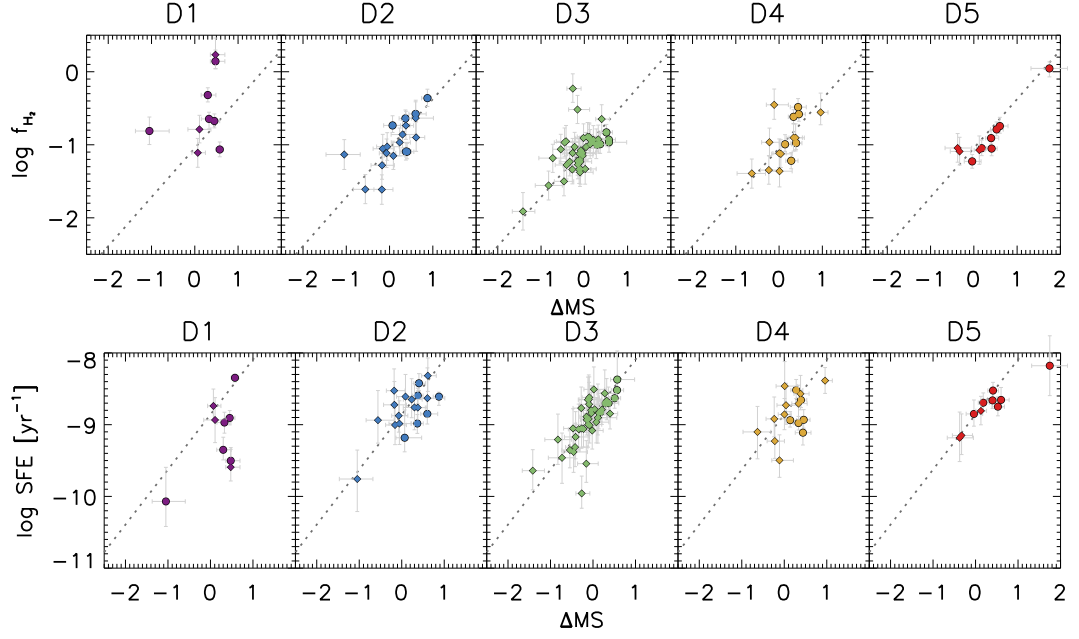 D1 D2 D3 D4 D5
log f_H₂
0
−1
−2
−2 −1 0 1 −2 −1 0 1 −2 −1 0 1 −2 −1 0 1 −2 −1 0 1 2
ΔMS
D1 D2 D3 D4 D5
log SFE [yr⁻¹]
−8
−9
−10
−11
−2 −1 0 1 −2 −1 0 1 −2 −1 0 1 −2 −1 0 1 −2 −1 0 1 2
ΔMS